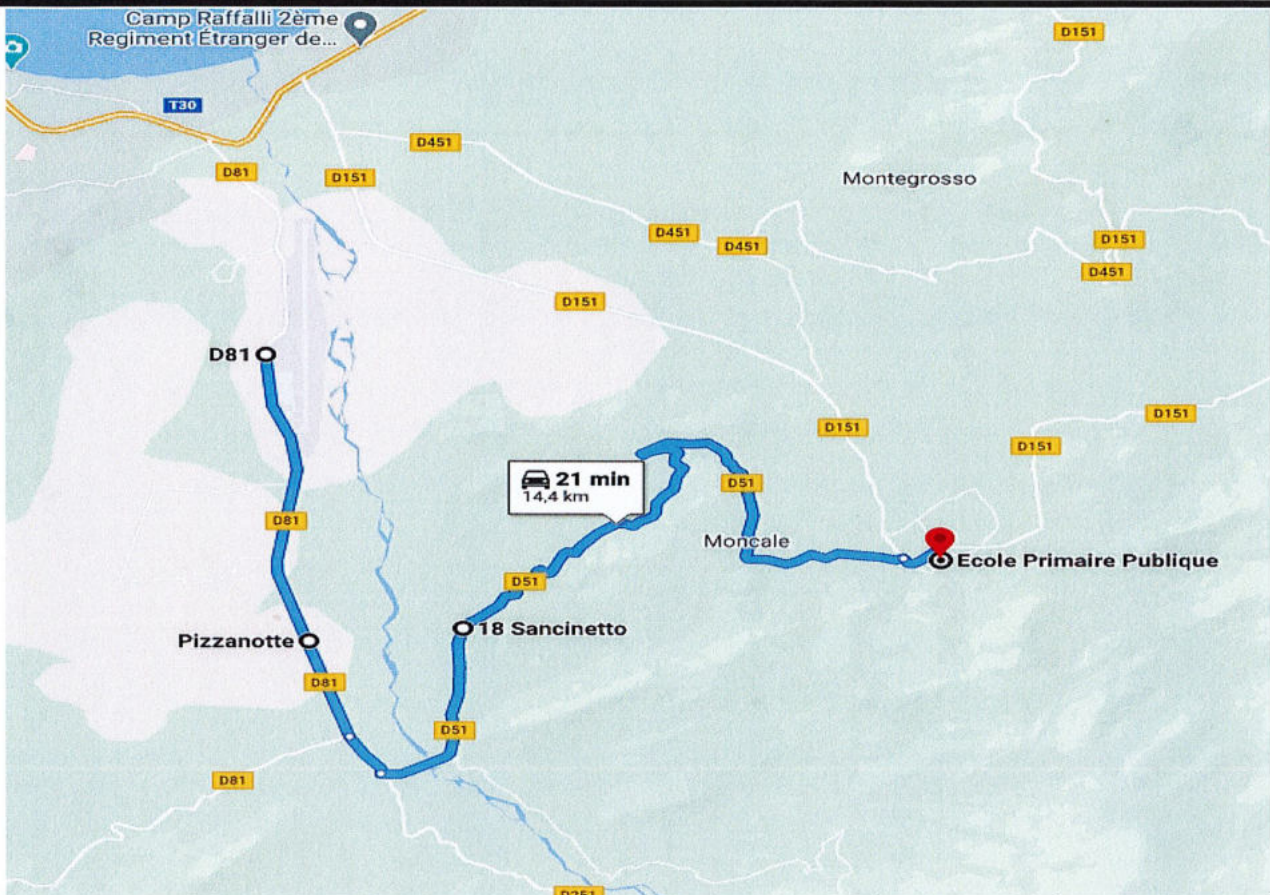 Camp Raffalli 2ème
Regiment Étranger de...
D151
T30
D451
D81
D151
Montegrosso
D451
D451
D151
D451
D151
D81
D151
D151
D151
21 min
14,4 km
D51
D81
Moncale
Ecole Primaire Publique
D51
18 Sancinetto
Pizzanotte
D81
D51
D81
D251